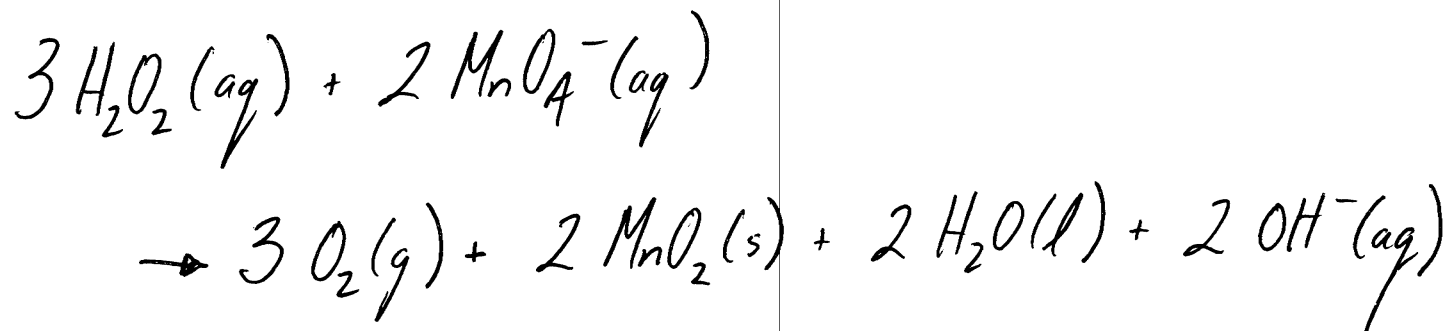 3 H₂O₂ (aq) + 2 MnO₄⁻ (aq)
→ 3 O₂ (g) + 2 MnO₂ (s) + 2 H₂O (l) + 2 OH⁻ (aq)